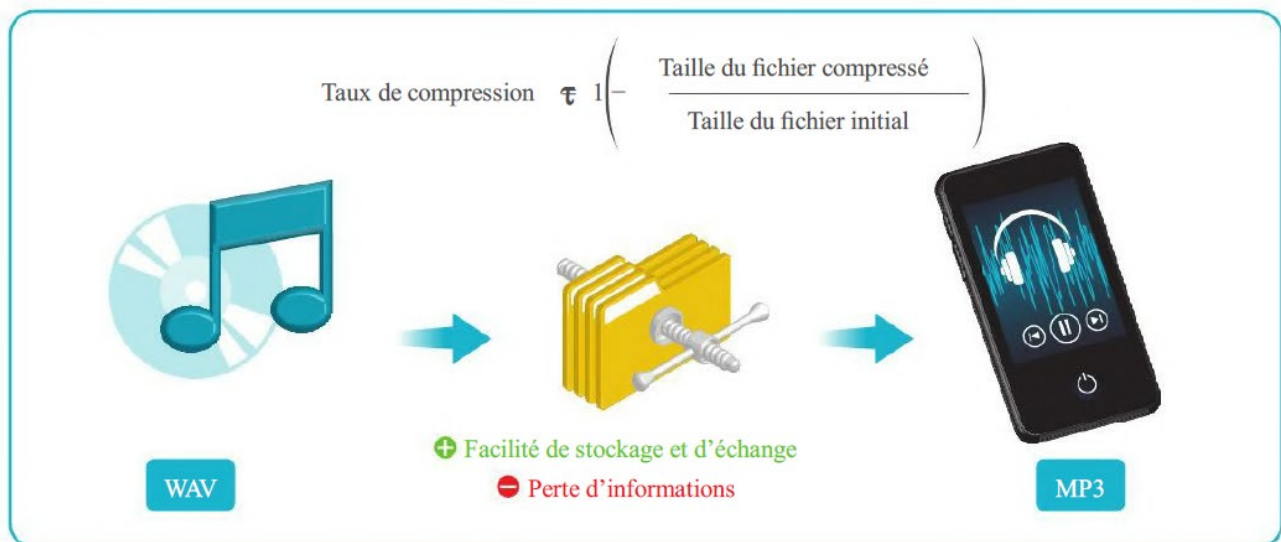 Taux de compression τ 1(− Taille du fichier compressé
Taille du fichier initial)
Facilité de stockage et d'échange
Perte d'informations
WAV
MP3